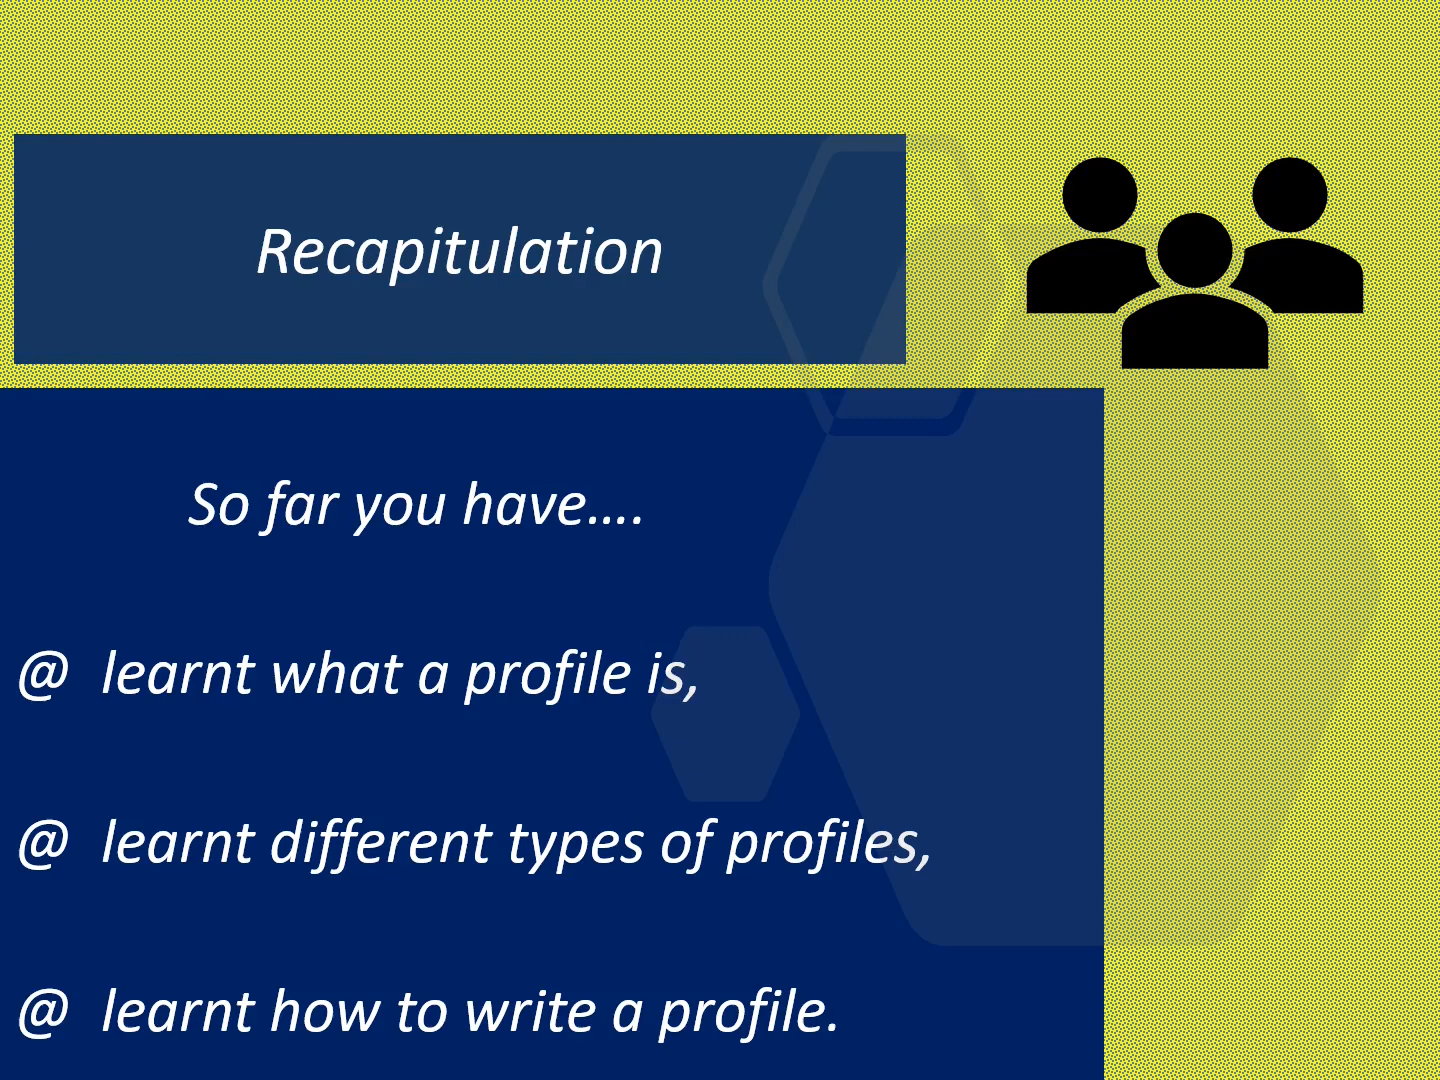 Recapitulation
So far you have….
@ learnt what a profile is,
@ learnt different types of profiles,
@ learnt how to write a profile.